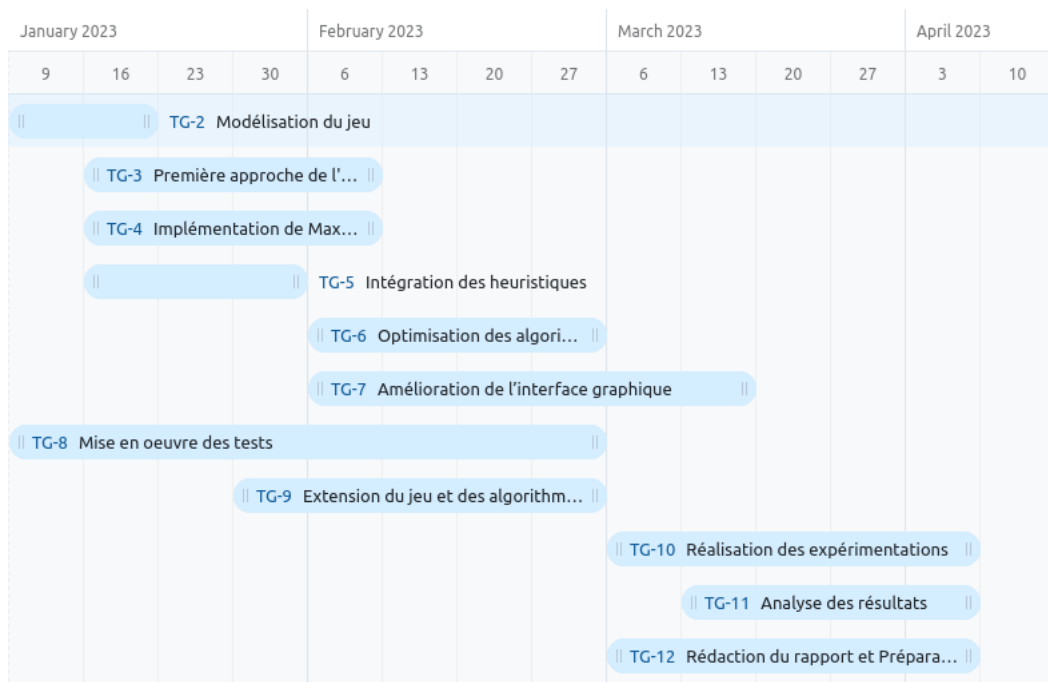 January 2023 February 2023 March 2023 April 2023
9 16 23 30 6 13 20 27 6 13 20 27 3 10
TG-2 Modélisation du jeu
TG-3 Première approche de l'...
TG-4 Implémentation de Max...
TG-5 Intégration des heuristiques
TG-6 Optimisation des algori...
TG-7 Amélioration de l’interface graphique
TG-8 Mise en oeuvre des tests
TG-9 Extension du jeu et des algorithm...
TG-10 Réalisation des expérimentations
TG-11 Analyse des résultats
TG-12 Rédaction du rapport et Prépara...